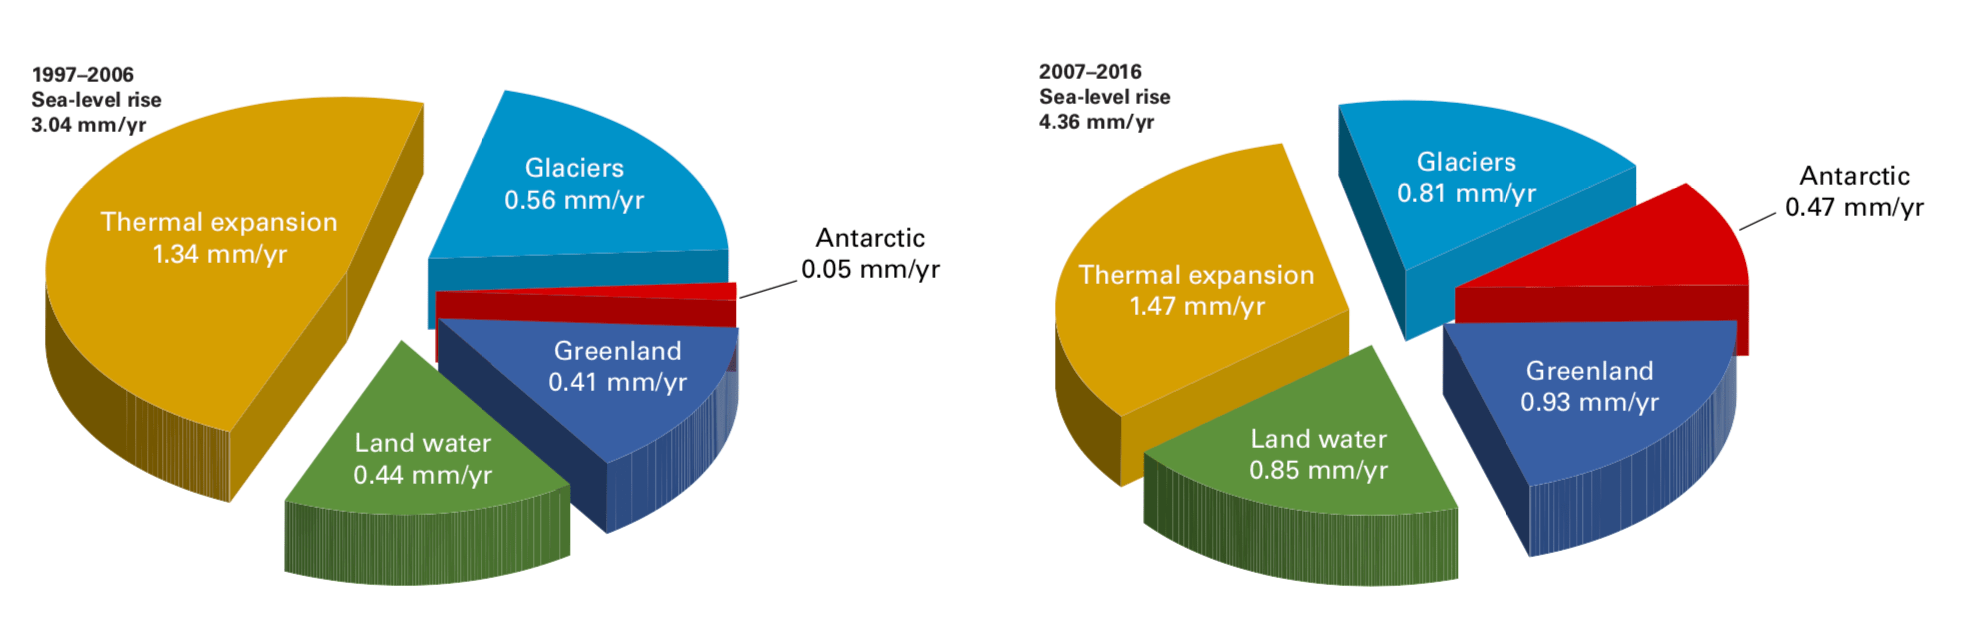 1997–2006
Sea-level rise
3.04 mm/yr
Thermal expansion
1.34 mm/yr
Glaciers
0.56 mm/yr
Antarctic
0.05 mm/yr
Greenland
0.41 mm/yr
Land water
0.44 mm/yr
2007–2016
Sea-level rise
4.36 mm/yr
Thermal expansion
1.47 mm/yr
Glaciers
0.81 mm/yr
Antarctic
0.47 mm/yr
Greenland
0.93 mm/yr
Land water
0.85 mm/yr